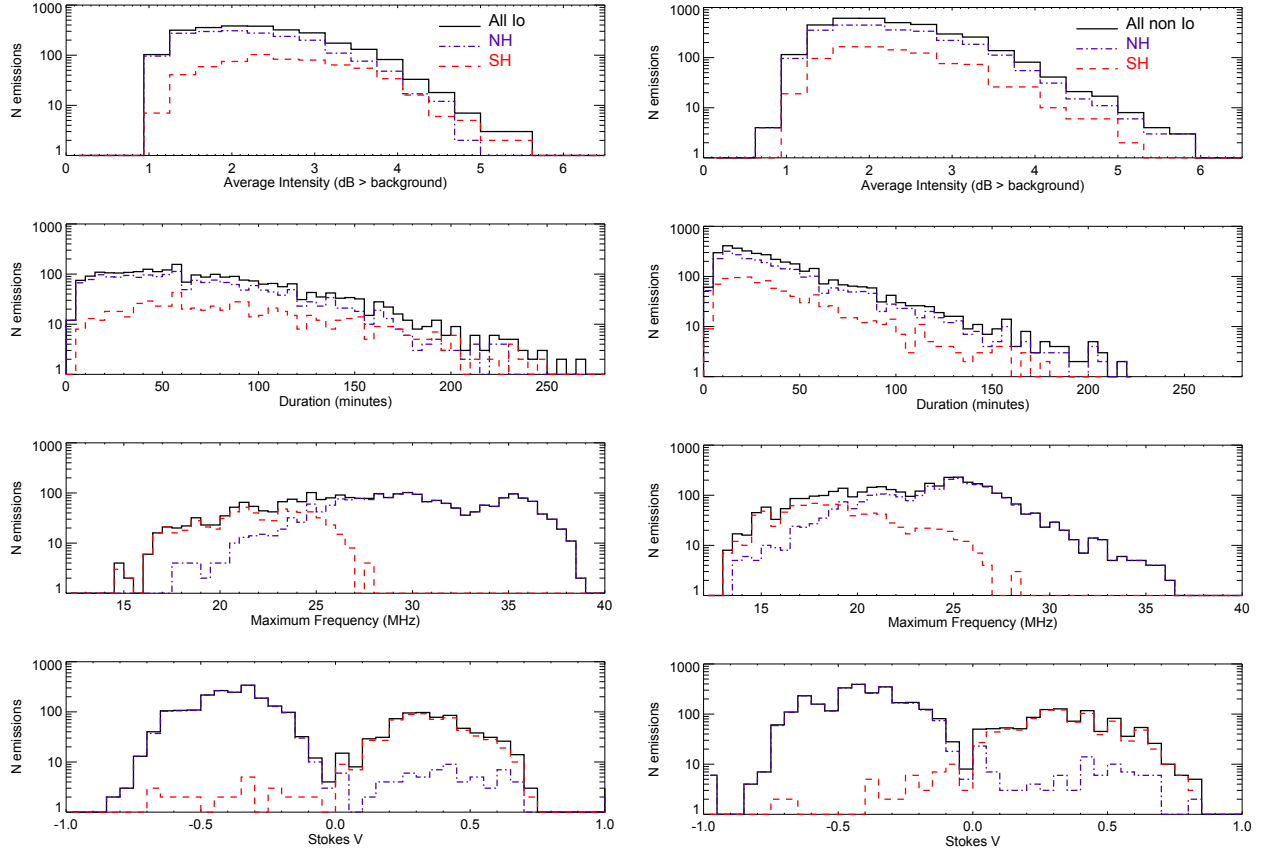 1000
100
10
1
N emissions
All Io
NH
SH
0 1 2 3 4 5 6
Average Intensity (dB > background)
1000
100
10
1
N emissions
All non Io
NH
SH
0 1 2 3 4 5 6
Average Intensity (dB > background)
1000
100
10
1
N emissions
0 50 100 150 200 250
Duration (minutes)
1000
100
10
1
N emissions
0 50 100 150 200 250
Duration (minutes)
1000
100
10
1
N emissions
15 20 25 30 35 40
Maximum Frequency (MHz)
1000
100
10
1
N emissions
15 20 25 30 35 40
Maximum Frequency (MHz)
1000
100
10
1
N emissions
-1.0 -0.5 0.0 0.5 1.0
Stokes V
1000
100
10
1
N emissions
-1.0 -0.5 0.0 0.5 1.0
Stokes V